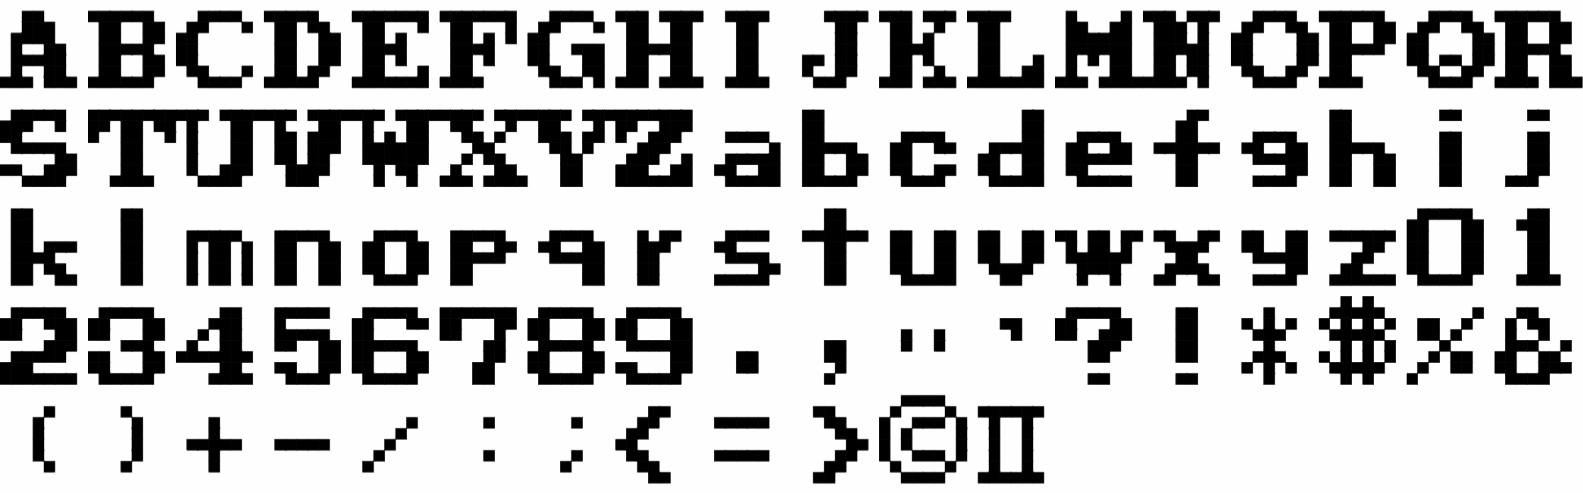 ABCDEFGHIJKLMNOPQR
STUVWXYZabcdefghij
klmnopqrstuvwxyz01
23456789.,"'?!*$%&
()+-/:;<=>©II